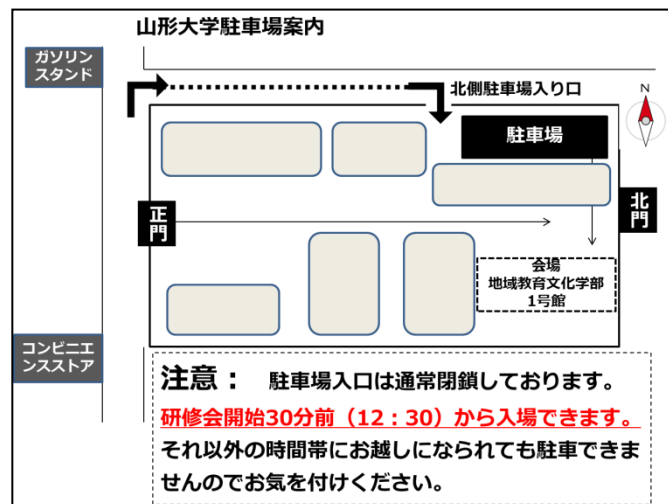 山形大学駐車場案内
ガソリン
スタンド
北側駐車場入り口
N
駐車場
正門
北門
会場
地域教育文化学部
1号館
コンビニエ
ンスストア
注意： 駐車場入口は通常閉鎖しております。
研修会開始30分前（12：30）から入場できます。
それ以外の時間帯にお越しになられても駐車できま
せんのでお気を付けください。